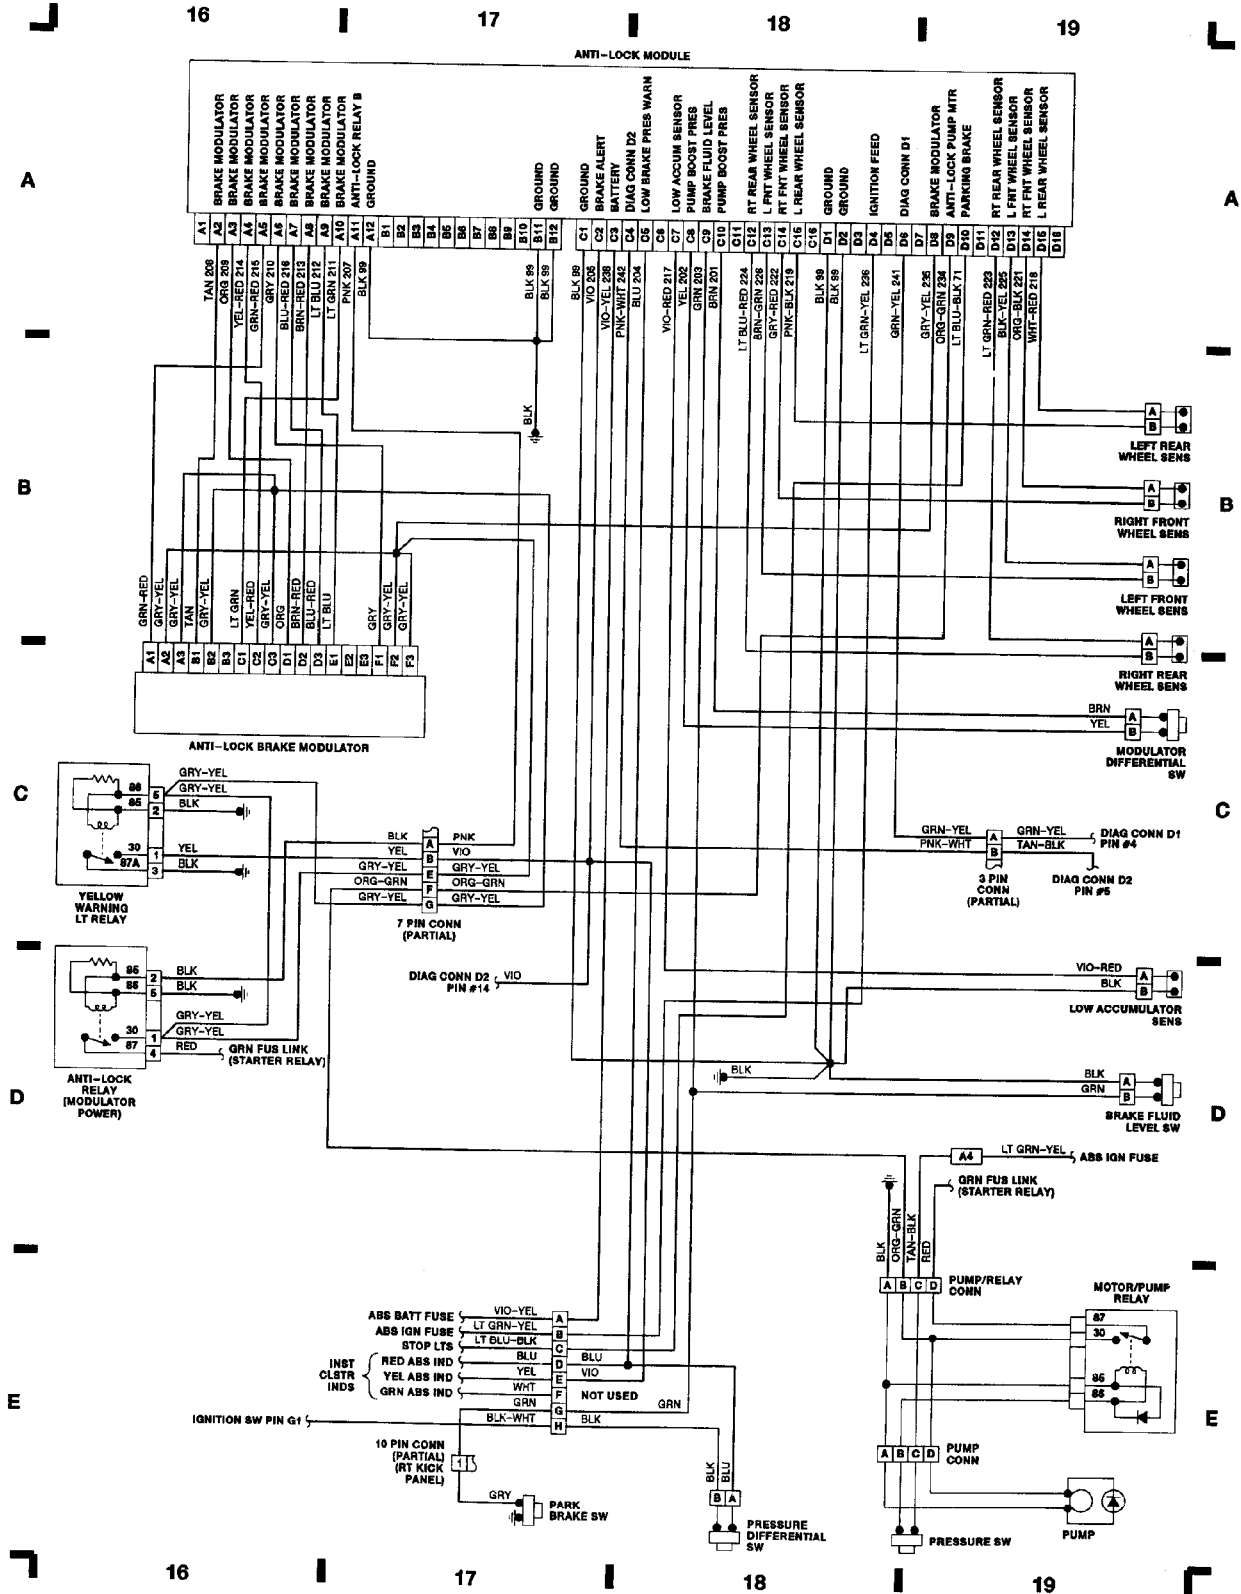 16 17 18 19
ANTI-LOCK MODULE
A
A
BRAKE MODULATOR
BRAKE MODULATOR
BRAKE MODULATOR
BRAKE MODULATOR
BRAKE MODULATOR
BRAKE MODULATOR
BRAKE MODULATOR
BRAKE MODULATOR
BRAKE MODULATOR
ANTI-LOCK RELAY B
GROUND
GROUND
GROUND
GROUND
BRAKE ALERT
BATTERY
DIAG CONN D2
LOW BRAKE PRES WARN
LOW ACCUM SENSOR
PUMP BOOST PRES
BRAKE FLUID LEVEL
PUMP BOOST PRES
RT REAR WHEEL SENSOR
L FNT WHEEL SENSOR
RT FNT WHEEL SENSOR
L REAR WHEEL SENSOR
GROUND
GROUND
IGNITION FEED
DIAG CONN D1
BRAKE MODULATOR
ANTI-LOCK PUMP MTR
PARKING BRAKE
RT REAR WHEEL SENSOR
L FNT WHEEL SENSOR
RT FNT WHEEL SENSOR
L REAR WHEEL SENSOR
A1 A2 A3 A4 A5 A6 A7 A8 A9 A10 A11 A12 B1 B2 B3 B4 B5 B6 B7 B8 B9 B10 B11 B12
C1 C2 C3 C4 C5 C6 C7 C8 C9 C10 C11 C12 C13 C14 C15 C16 D1 D2 D3 D4 D5 D6 D7 D8 D9 D10 D11 D12 D13 D14 D15 D16
TAN 208
ORG 209
YEL-RED 214
GRN-RED 215
GRY 210
BLU-RED 216
BRN-RED 213
LT BLU 212
LT GRN 211
PNK 207
BLK 99
BLK 99
BLK 99
BLK 99
VIO 205
VIO-YEL 238
PNK-WHT 242
BLU 204
VIO-RED 217
YEL 202
GRN 203
BRN 201
LT BLU-RED 224
BRN-GRN 226
GRY-RED 222
PNK-BLK 219
BLK 99
BLK 99
LT GRN-YEL 236
GRN-YEL 241
GRY-YEL 235
ORG-GRN 234
LT BLU-BLK 71
LT GRN-RED 223
BLK-YEL 225
ORG-BLK 221
WHT-RED 218
BLK
A
B
LEFT REAR
WHEEL SENS
B
B
A
B
RIGHT FRONT
WHEEL SENS
A
B
LEFT FRONT
WHEEL SENS
A
B
RIGHT REAR
WHEEL SENS
GRN-RED
GRY-YEL
GRY-YEL
TAN
GRY-YEL
LT GRN
YEL-RED
GRY-YEL
ORG
BRN-RED
BLU-RED
LT BLU
GRY
GRY-YEL
GRY-YEL
A1 A2 A3 B1 B2 B3 C1 C2 C3 D1 D2 D3 E1 E2 E3 F1 F2 F3
ANTI-LOCK BRAKE MODULATOR
BRN A
YEL B
MODULATOR
DIFFERENTIAL
SW
C
C
86 5 GRY-YEL
GRY-YEL
85 2 BLK
30 1 YEL
87A 3 BLK
YELLOW
WARNING
LT RELAY
BLK A PNK
YEL B VIO
GRY-YEL E GRY-YEL
ORG-GRN F ORG-GRN
GRY-YEL G GRY-YEL
7 PIN CONN
(PARTIAL)
GRN-YEL A GRN-YEL DIAG CONN D1
PIN #4
PNK-WHT B TAN-BLK
DIAG CONN D2
PIN #5
3 PIN
CONN
(PARTIAL)
DIAG CONN D2
PIN #14
VIO
VIO-RED A
BLK B
LOW ACCUMULATOR
SENS
86 2 BLK
85 5 BLK
30 1 GRY-YEL
GRY-YEL
87 4 RED
GRN FUS LINK
(STARTER RELAY)
ANTI-LOCK
RELAY
(MODULATOR
POWER)
D
D
BLK
BLK A
GRN B
BRAKE FLUID
LEVEL SW
A4 LT GRN-YEL ABS IGN FUSE
GRN FUS LINK
(STARTER RELAY)
BLK
ORG-GRN
TAN-BLK
RED
A B C D
PUMP/RELAY
CONN
MOTOR/PUMP
RELAY
87
30
85
86
ABS BATT FUSE VIO-YEL A
ABS IGN FUSE LT GRN-YEL B
STOP LTS LT BLU-BLK C
INST
CLSTR
INDS
RED ABS IND BLU D BLU
YEL ABS IND YEL E VIO
GRN ABS IND WHT F NOT USED
GRN G GRN
IGNITION SW PIN G1 BLK-WHT H BLK
E
E
10 PIN CONN
(PARTIAL)
(RT KICK
PANEL)
1
GRY
PARK
BRAKE SW
BLK
BLU
B A
PRESSURE
DIFFERENTIAL
SW
A B C D
PUMP
CONN
PRESSURE SW
PUMP
16 17 18 19